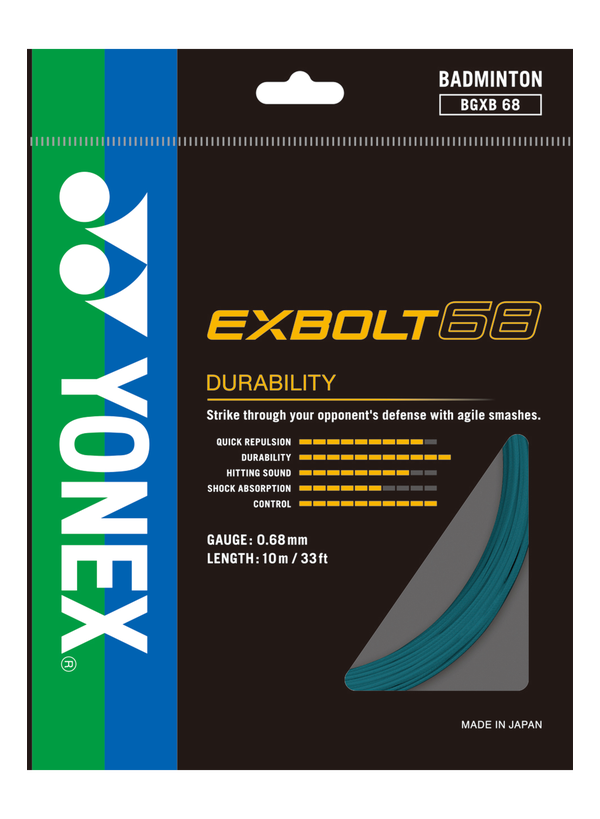 BADMINTON
BGXB 68
YONEX®
EXBOLT68
DURABILITY
Strike through your opponent's defense with agile smashes.
QUICK REPULSION
DURABILITY
HITTING SOUND
SHOCK ABSORPTION
CONTROL
GAUGE: 0.68mm
LENGTH: 10m / 33ft
MADE IN JAPAN